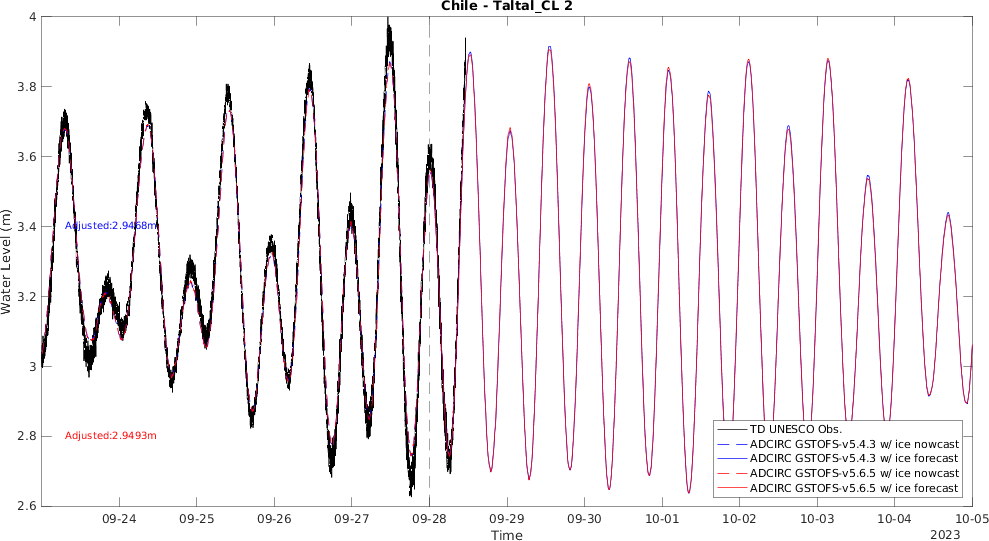 Chile - Taltal_CL 2
4
3.8
3.6
3.4
3.2
3
2.8
2.6
Water Level (m)
Adjusted:2.9468m
Adjusted:2.9493m
TD UNESCO Obs.
ADCIRC GSTOFS-v5.4.3 w/ ice nowcast
ADCIRC GSTOFS-v5.4.3 w/ ice forecast
ADCIRC GSTOFS-v5.6.5 w/ ice nowcast
ADCIRC GSTOFS-v5.6.5 w/ ice forecast
09-24 09-25 09-26 09-27 09-28 09-29 09-30 10-01 10-02 10-03 10-04 10-05
Time
2023